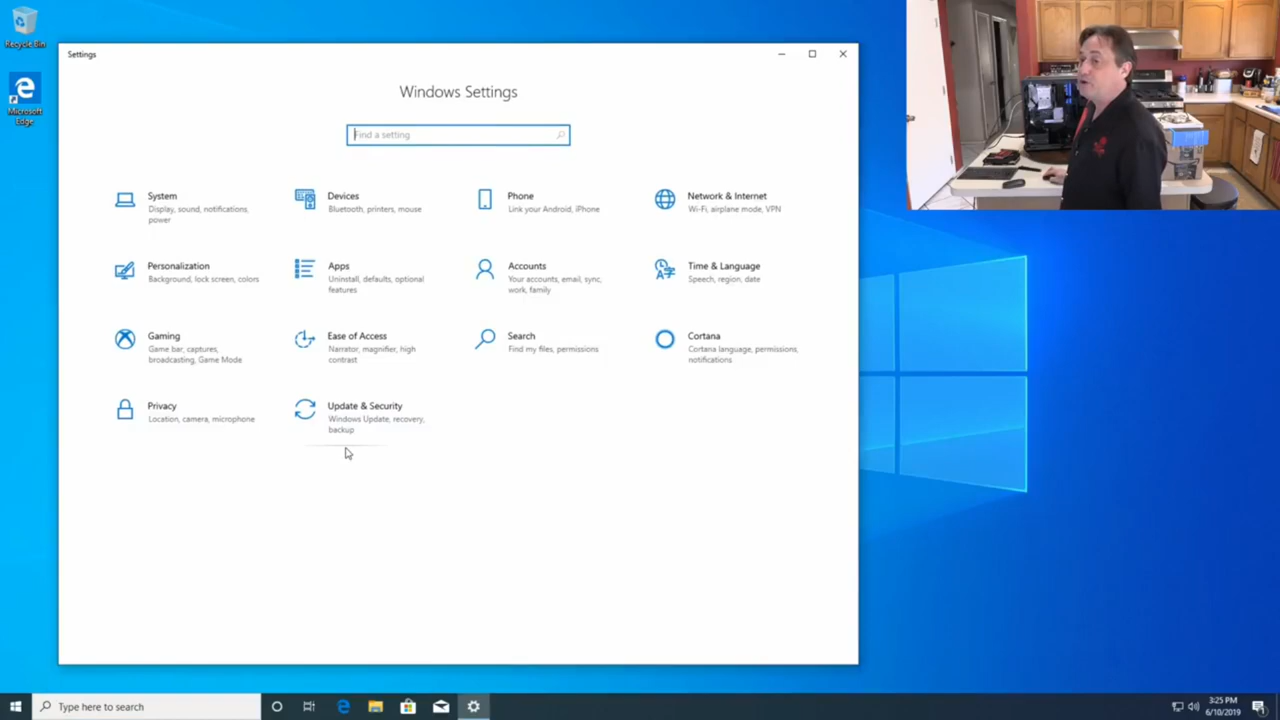 Recycle Bin
Microsoft
Edge
Settings
Windows Settings
Find a setting
System
Display, sound, notifications,
power
Devices
Bluetooth, printers, mouse
Phone
Link your Android, iPhone
Network & Internet
Wi-Fi, airplane mode, VPN
Personalization
Background, lock screen, colors
Apps
Uninstall, defaults, optional
features
Accounts
Your accounts, email, sync,
work, family
Time & Language
Speech, region, date
Gaming
Game bar, captures,
broadcasting, Game Mode
Ease of Access
Narrator, magnifier, high
contrast
Search
Find my files, permissions
Cortana
Cortana language, permissions,
notifications
Privacy
Location, camera, microphone
Update & Security
Windows Update, recovery,
backup
Type here to search
3:25 PM
6/10/2019
1